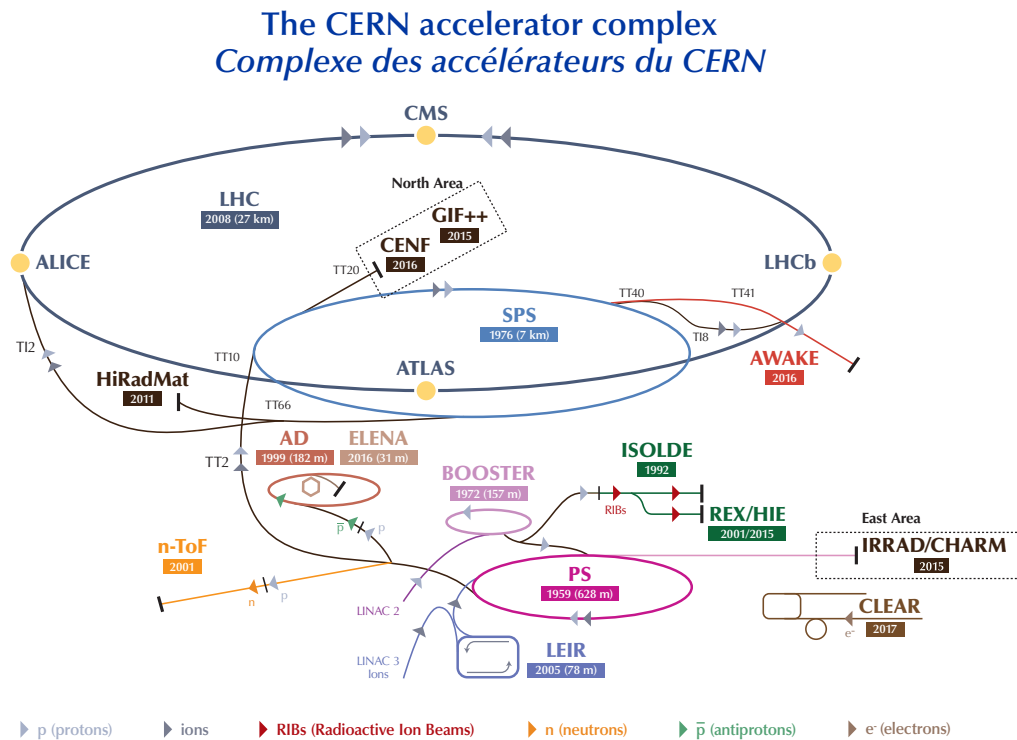 The CERN accelerator complex
Complexe des accélérateurs du CERN
CMS
North Area
LHC
2008 (27 km)
GIF++
2015
CENF
2016
TT20
ALICE
LHCb
TT40
TT41
SPS
1976 (7 km)
TI8
TI2
TT10
ATLAS
AWAKE
2016
HiRadMat
2011
TT66
AD
1999 (182 m)
ELENA
2016 (31 m)
TT2
BOOSTER
1972 (157 m)
ISOLDE
1992
RIBs
REX/HIE
2001/2015
East Area
p̅
p
n-ToF
2001
IRRAD/CHARM
2015
PS
1959 (628 m)
n
p
LINAC 2
CLEAR
2017
e-
LINAC 3
Ions
LEIR
2005 (78 m)
p (protons)
ions
RIBs (Radioactive Ion Beams)
n (neutrons)
p̅ (antiprotons)
e- (electrons)